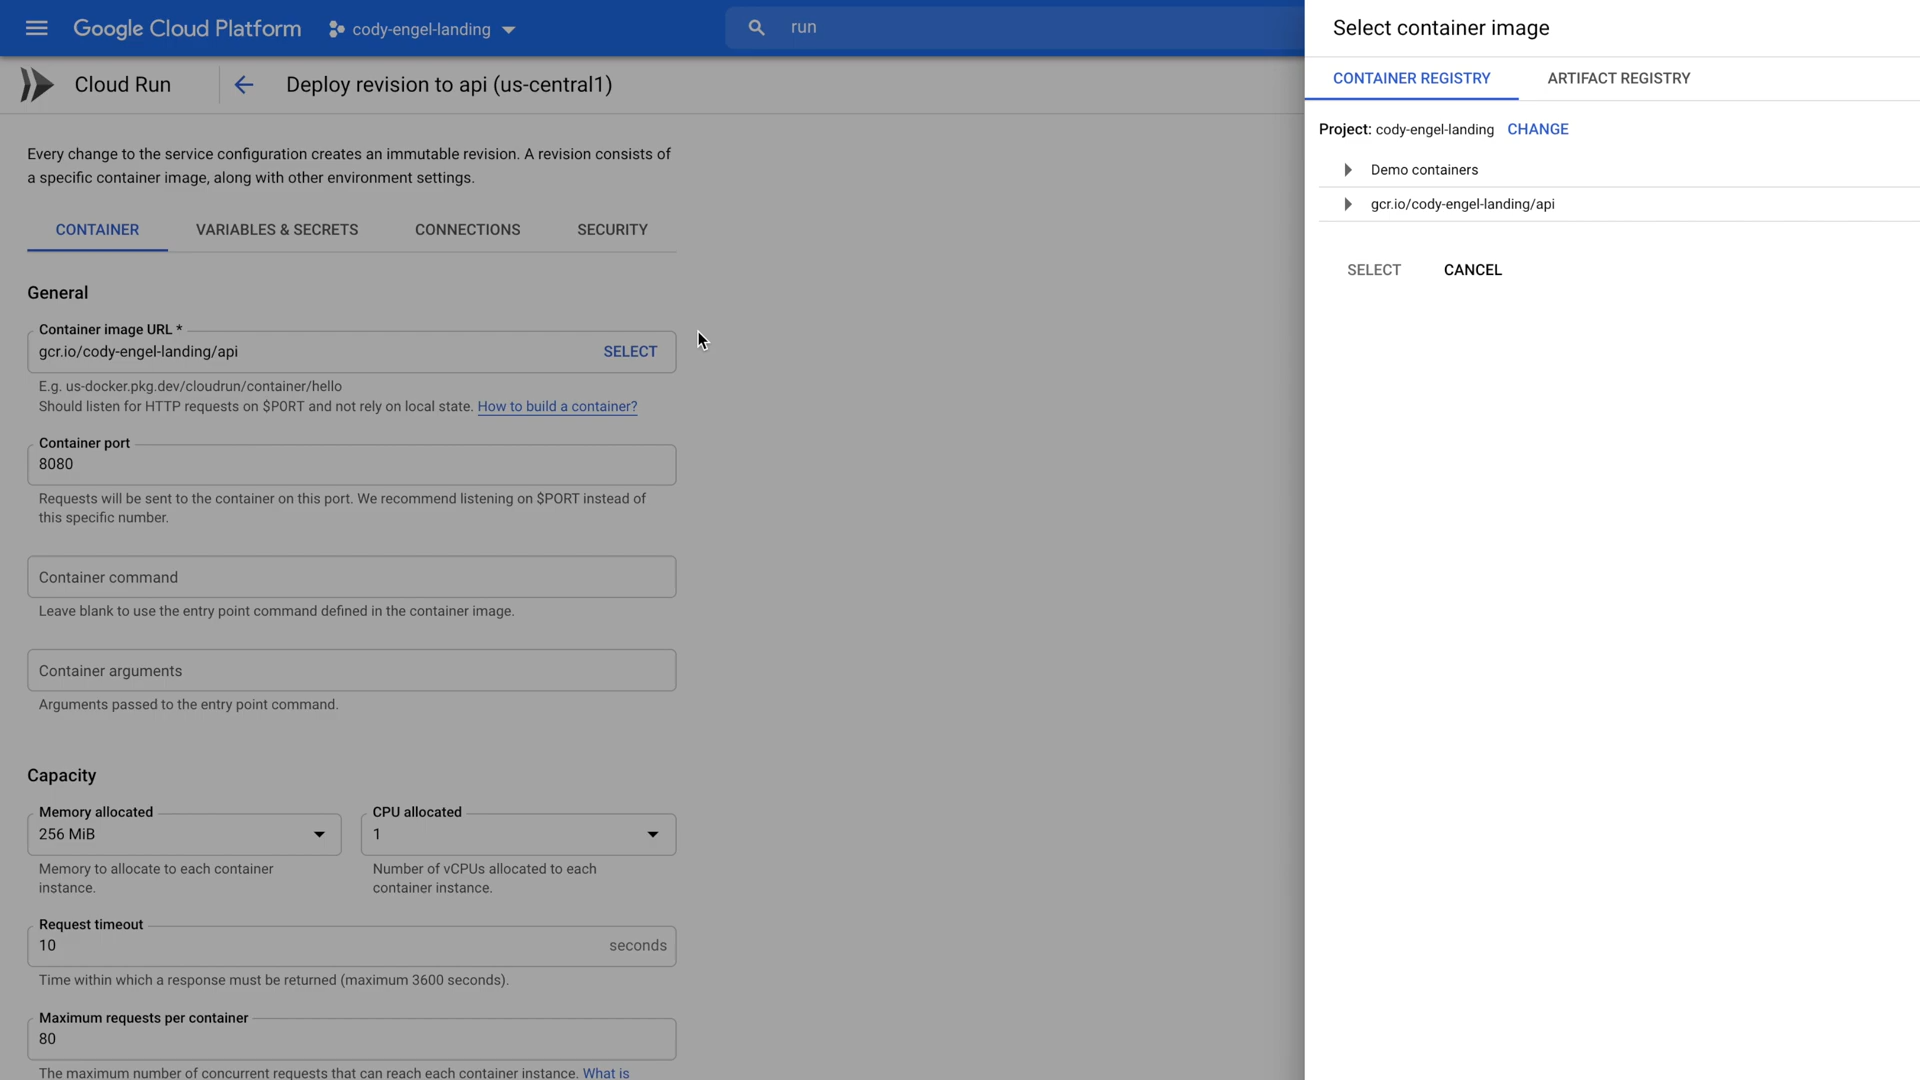 Google Cloud Platform
cody-engel-landing
run
Cloud Run
Deploy revision to api (us-central1)
Every change to the service configuration creates an immutable revision. A revision consists of
a specific container image, along with other environment settings.
CONTAINER
VARIABLES & SECRETS
CONNECTIONS
SECURITY
General
Container image URL *
gcr.io/cody-engel-landing/api
SELECT
E.g. us-docker.pkg.dev/cloudrun/container/hello
Should listen for HTTP requests on $PORT and not rely on local state. How to build a container?
Container port
8080
Requests will be sent to the container on this port. We recommend listening on $PORT instead of
this specific number.
Container command
Leave blank to use the entry point command defined in the container image.
Container arguments
Arguments passed to the entry point command.
Capacity
Memory allocated
256 MiB
Memory to allocate to each container
instance.
CPU allocated
1
Number of vCPUs allocated to each
container instance.
Request timeout
10
seconds
Time within which a response must be returned (maximum 3600 seconds).
Maximum requests per container
80
The maximum number of concurrent requests that can reach each container instance. What is
Select container image
CONTAINER REGISTRY
ARTIFACT REGISTRY
Project: cody-engel-landing CHANGE
Demo containers
gcr.io/cody-engel-landing/api
SELECT
CANCEL